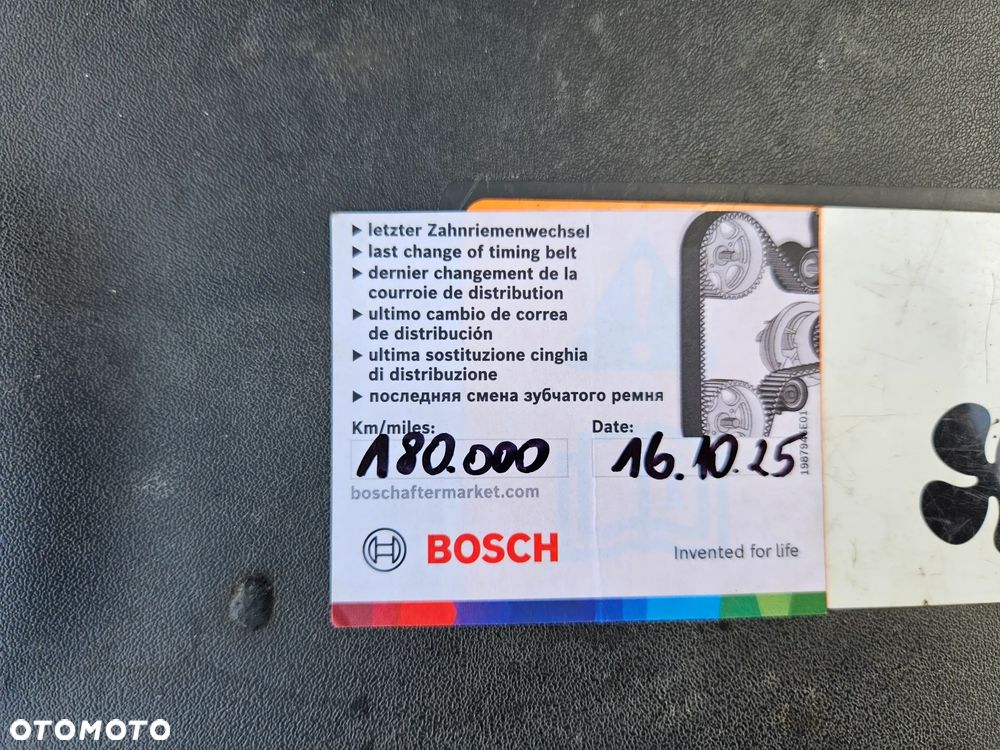 ▶ letzter Zahnriemenwechsel
▶ last change of timing belt
▶ dernier changement de la
courroie de distribution
▶ ultimo cambio de correa
de distribución
▶ ultima sostituzione cinghia
di distribuzione
▶ последняя смена зубчатого ремня
Km/miles: Date:
180.000 16.10.25
boschaftermarket.com
BOSCH
Invented for life
OTOMOTO